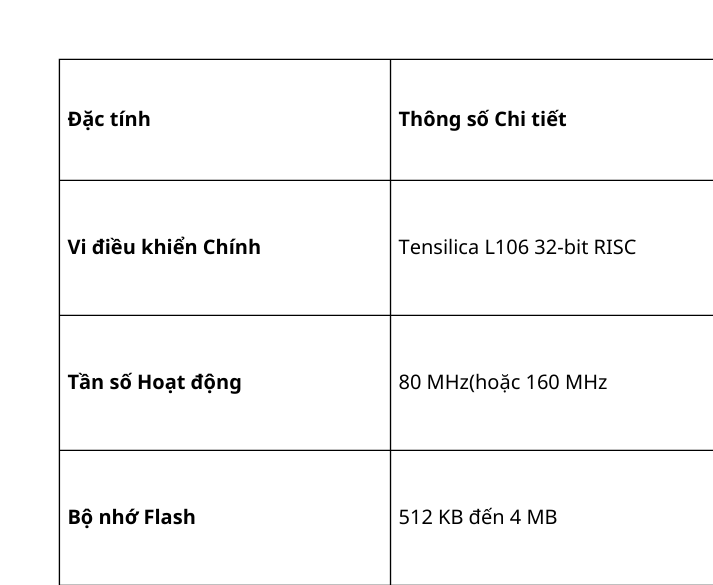 Đặc tính
Thông số Chi tiết
Vi điều khiển Chính
Tensilica L106 32-bit RISC
Tần số Hoạt động
80 MHz(hoặc 160 MHz
Bộ nhớ Flash
512 KB đến 4 MB